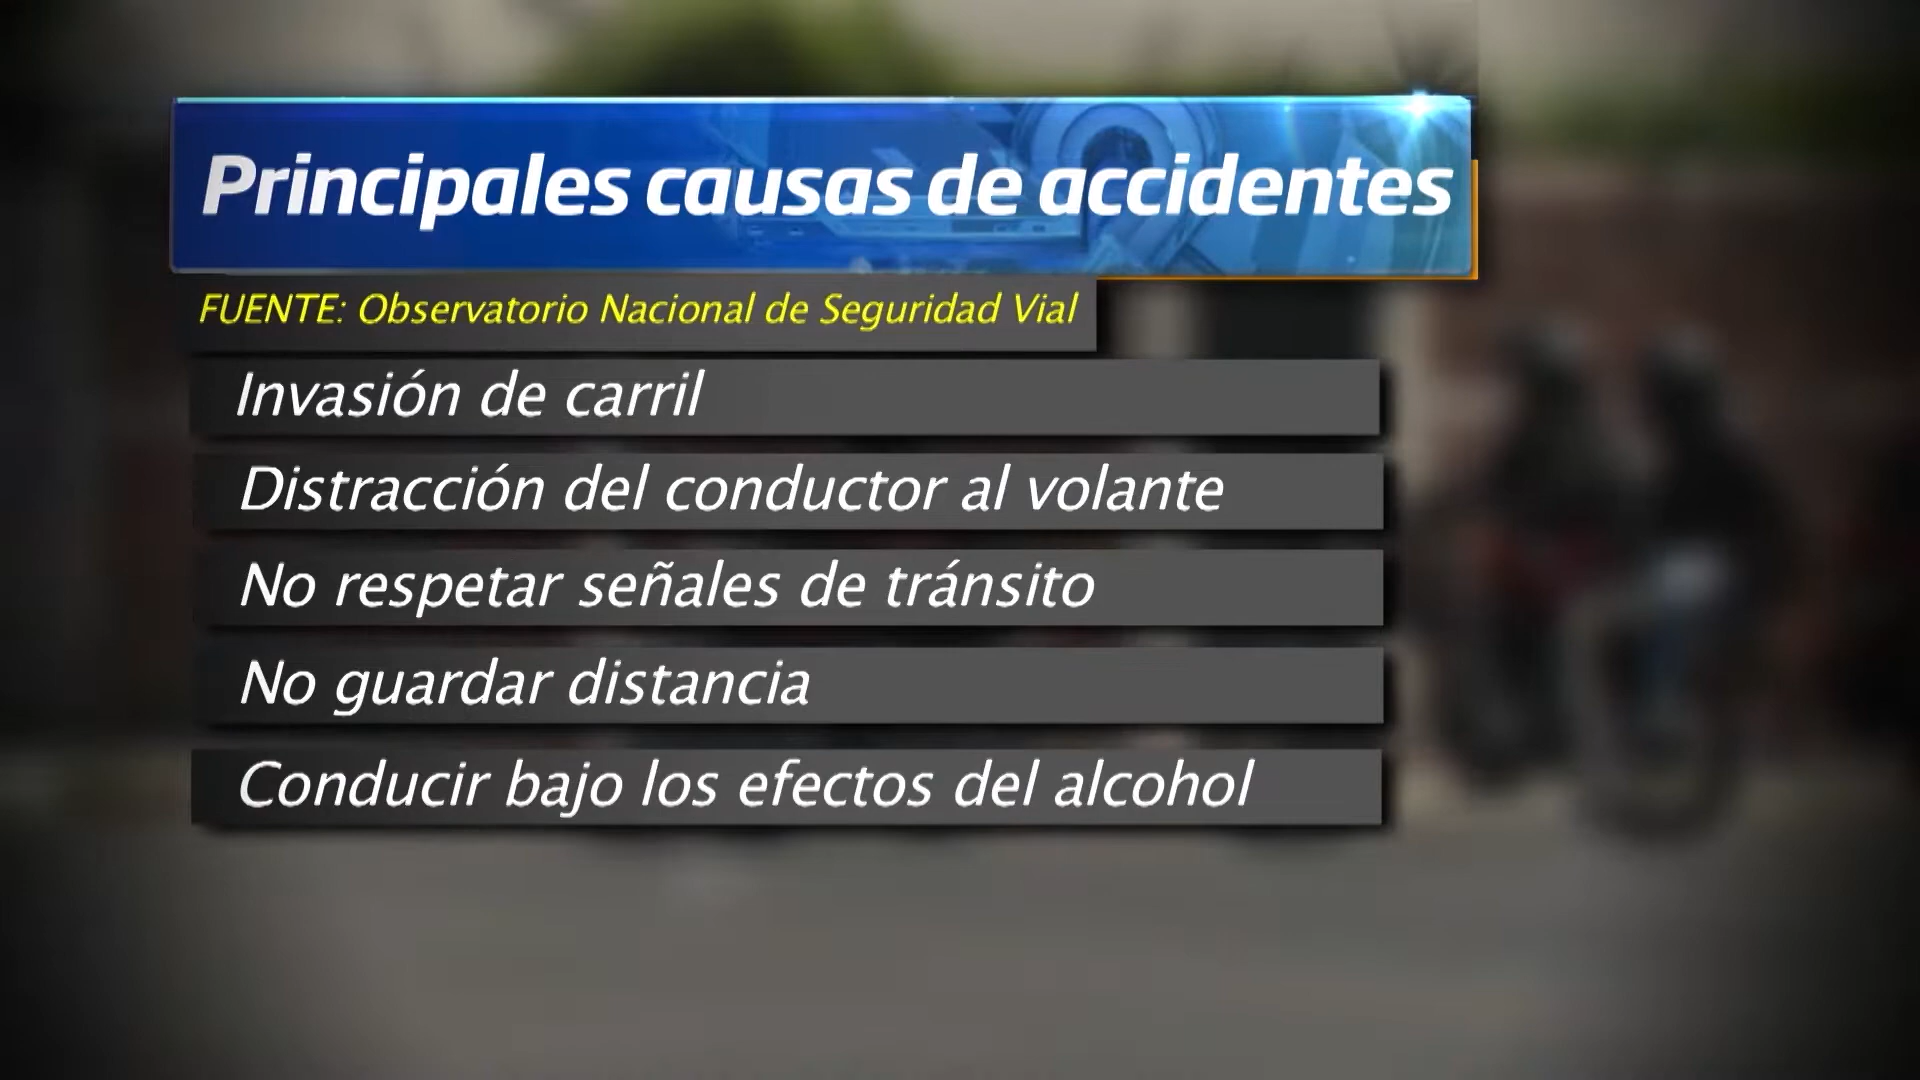 Principales causas de accidentes
FUENTE: Observatorio Nacional de Seguridad Vial
Invasión de carril
Distracción del conductor al volante
No respetar señales de tránsito
No guardar distancia
Conducir bajo los efectos del alcohol